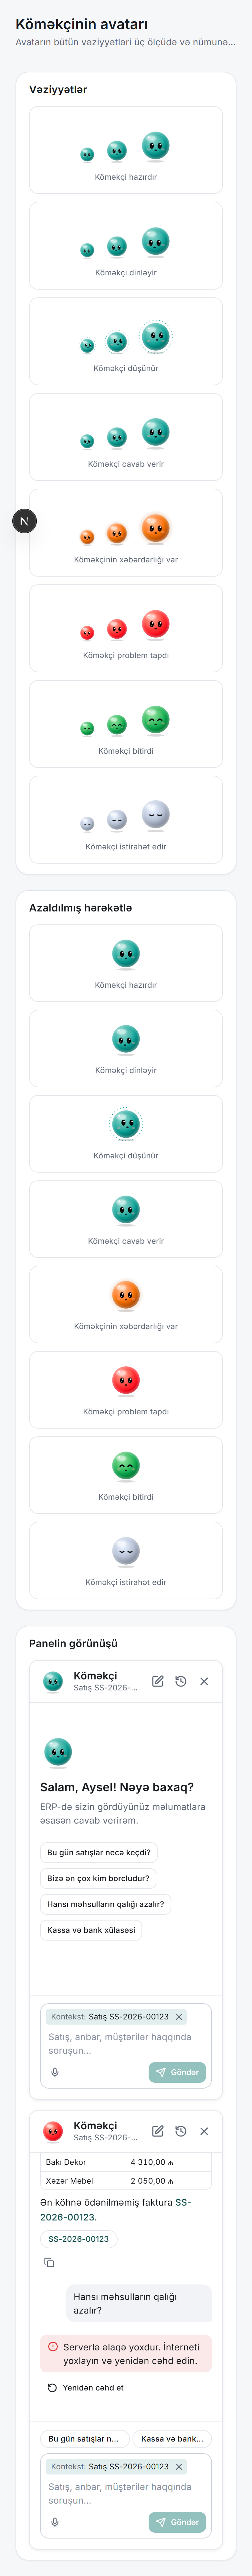 Köməkçinin avatarı
Avatarın bütün vəziyyətləri üç ölçüdə və nümunə...
Vəziyyətlər
Köməkçi hazırdır
Köməkçi dinləyir
Köməkçi düşünür
Köməkçi cavab verir
N
Köməkçinin xəbərdarlığı var
Köməkçi problem tapdı
Köməkçi bitirdi
Köməkçi istirahət edir
Azaldılmış hərəkətlə
Köməkçi hazırdır
Köməkçi dinləyir
Köməkçi düşünür
Köməkçi cavab verir
Köməkçinin xəbərdarlığı var
Köməkçi problem tapdı
Köməkçi bitirdi
Köməkçi istirahət edir
Panelin görünüşü
Köməkçi
Satış SS-2026-...
Salam, Aysel! Nəyə baxaq?
ERP-də sizin gördüyünüz məlumatlara
əsasən cavab verirəm.
Bu gün satışlar necə keçdi?
Bizə ən çox kim borcludur?
Hansı məhsulların qalığı azalır?
Kassa və bank xülasəsi
Kontekst: Satış SS-2026-00123
Satış, anbar, müştərilər haqqında
soruşun...
Göndər
Köməkçi
Satış SS-2026-...
Bakı Dekor 4 310,00 ₼
Xəzər Mebel 2 050,00 ₼
Ən köhnə ödənilməmiş faktura SS-
2026-00123.
SS-2026-00123
Hansı məhsulların qalığı
azalır?
Serverlə əlaqə yoxdur. İnterneti
yoxlayın və yenidən cəhd edin.
Yenidən cəhd et
Bu gün satışlar n... Kassa və bank...
Kontekst: Satış SS-2026-00123
Satış, anbar, müştərilər haqqında
soruşun...
Göndər